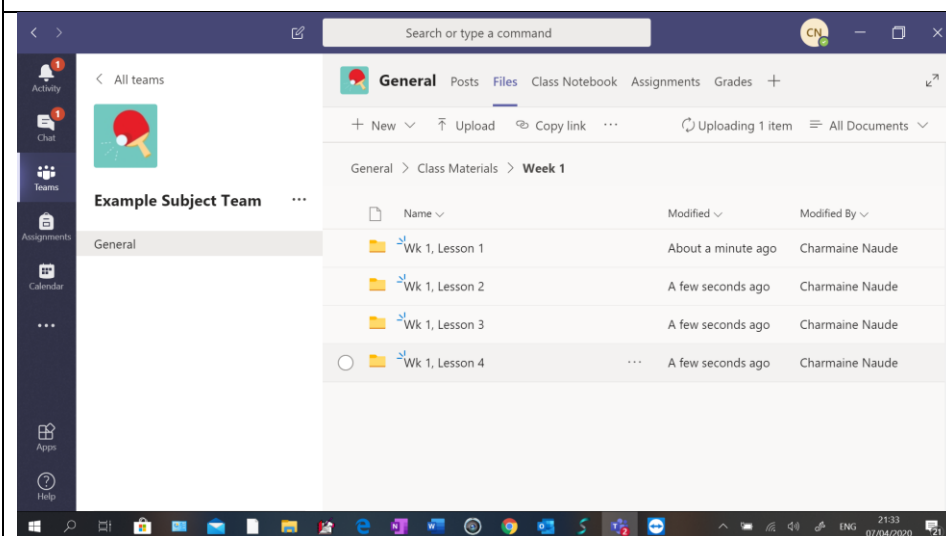 Search or type a command
CN
1
Activity
1
Chat
Teams
Assignments
Calendar
Apps
Help
All teams
Example Subject Team
General
General Posts Files Class Notebook Assignments Grades
New Upload Copy link Uploading 1 item All Documents
General > Class Materials > Week 1
Name Modified Modified By
Wk 1, Lesson 1 About a minute ago Charmaine Naude
Wk 1, Lesson 2 A few seconds ago Charmaine Naude
Wk 1, Lesson 3 A few seconds ago Charmaine Naude
Wk 1, Lesson 4 A few seconds ago Charmaine Naude
ENG
21:33
07/04/2020
21